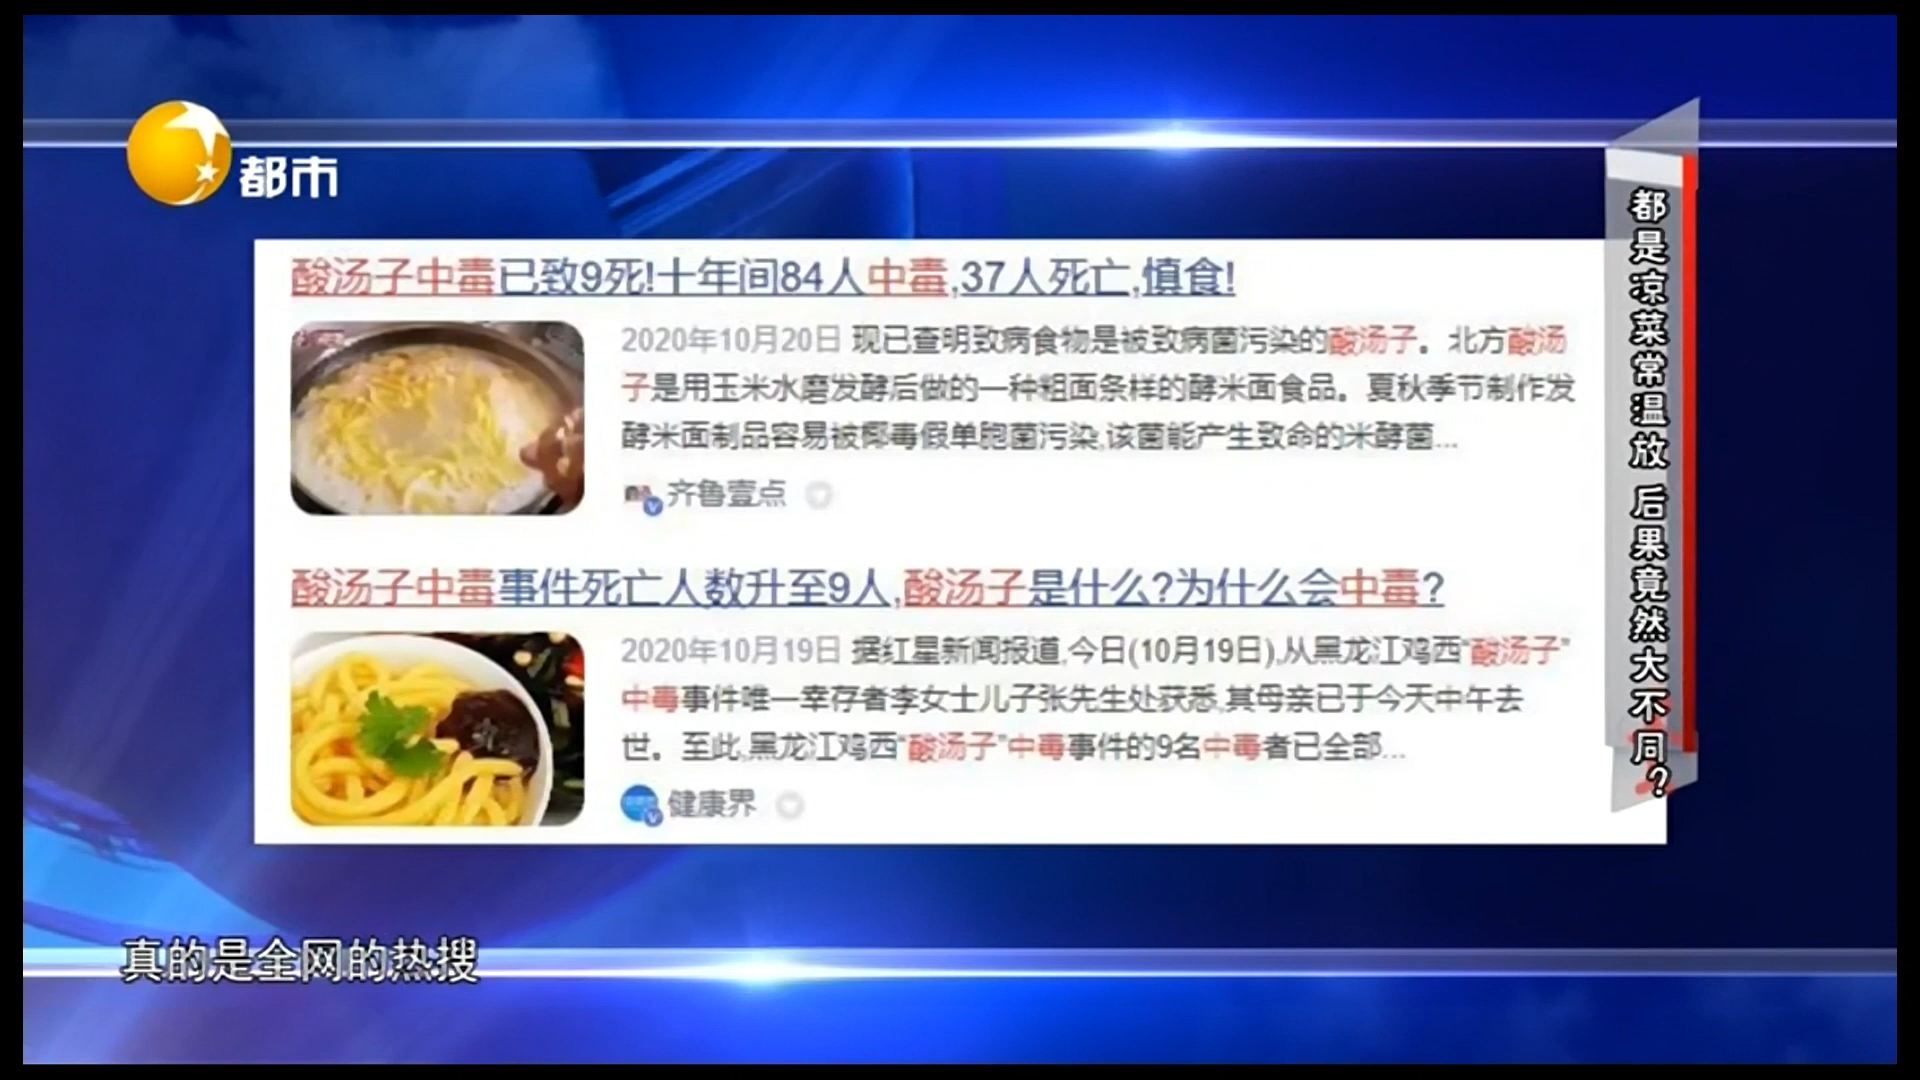 都市
酸汤子中毒已致9死!十年间84人中毒,37人死亡,慎食!
2020年10月20日 现已查明致病食物是被致病菌污染的酸汤子。北方酸汤
子是用玉米水磨发酵后做的一种粗面条样的酵米面食品。夏秋季节制作发
酵米面制品容易被椰毒假单胞菌污染,该菌能产生致命的米酵菌...
齐鲁壹点
酸汤子中毒事件死亡人数升至9人,酸汤子是什么?为什么会中毒?
2020年10月19日 据红星新闻报道,今日(10月19日),从黑龙江鸡西“酸汤子”
中毒事件唯一幸存者李女士儿子张先生处获悉,其母亲已于今天中午去
世。至此,黑龙江鸡西“酸汤子”中毒事件的9名中毒者已全部...
健康界
都是凉菜常温放 后果竟然大不同?
真的是全网的热搜